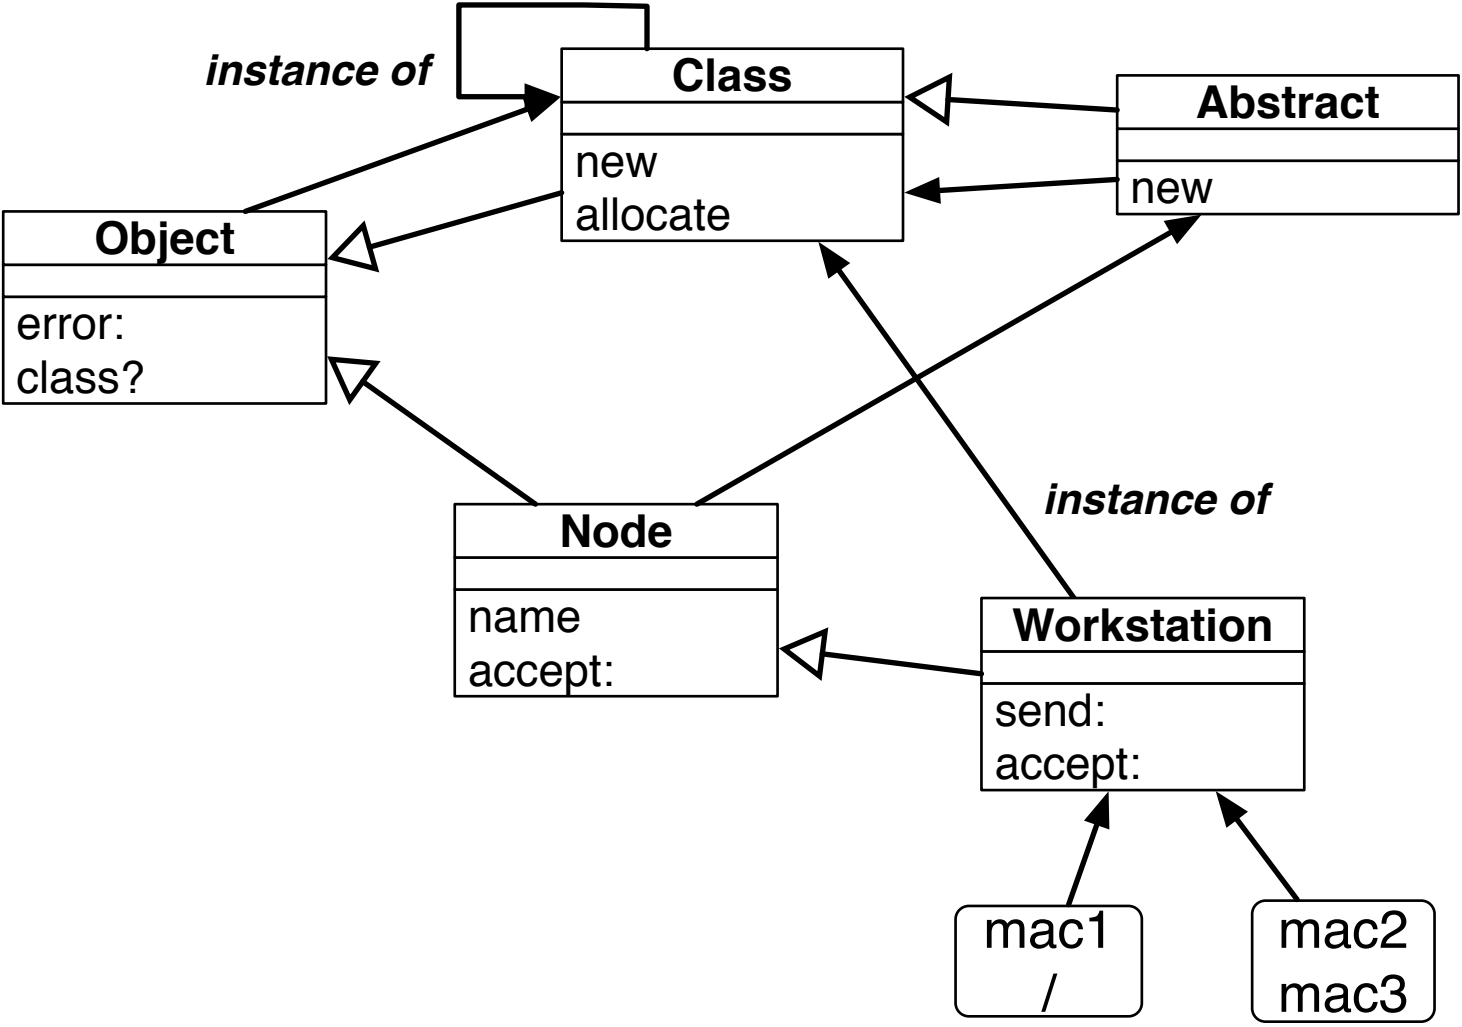 instance of
Class
new
allocate
Abstract
new
Object
error:
class?
Node
name
accept:
instance of
Workstation
send:
accept:
mac1
/
mac2
mac3